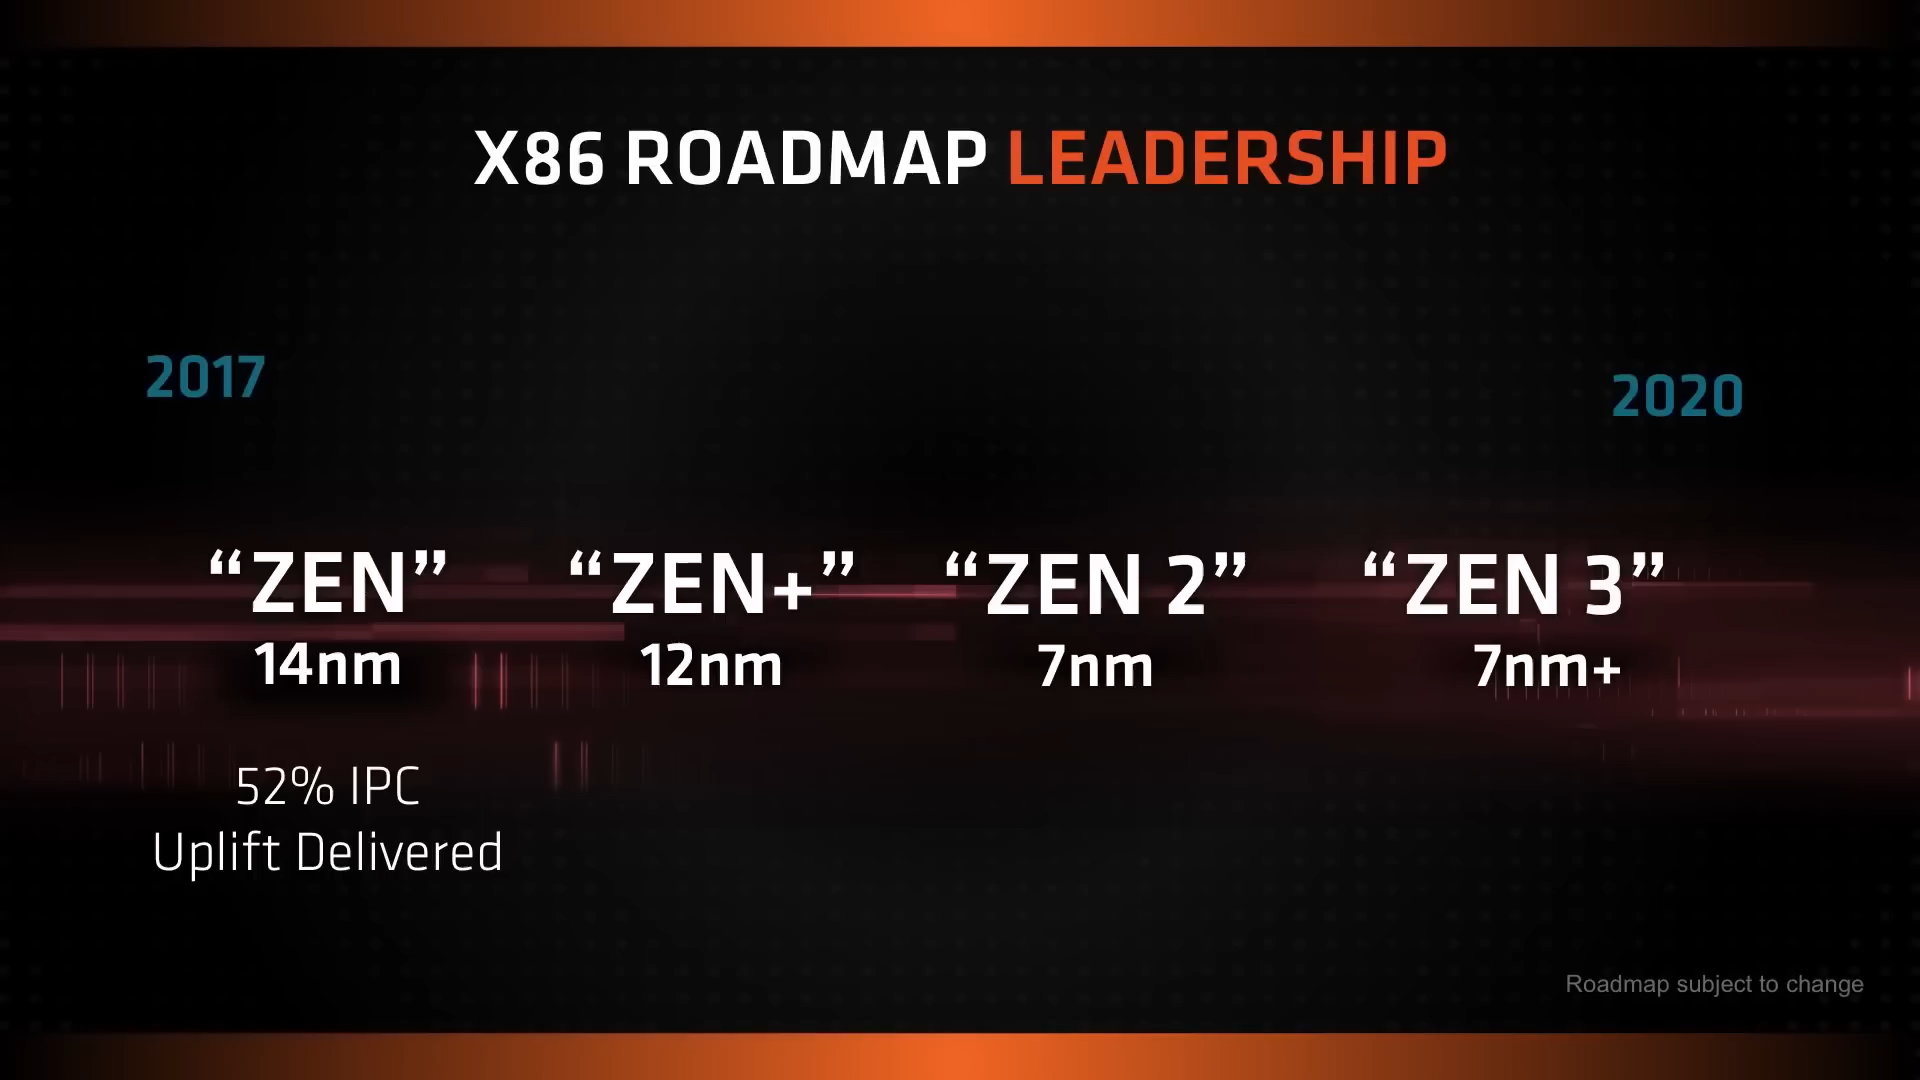 X86 ROADMAP LEADERSHIP
2017
2020
“ZEN”
14nm
52% IPC
Uplift Delivered
“ZEN+”
12nm
“ZEN 2”
7nm
“ZEN 3”
7nm+
Roadmap subject to change